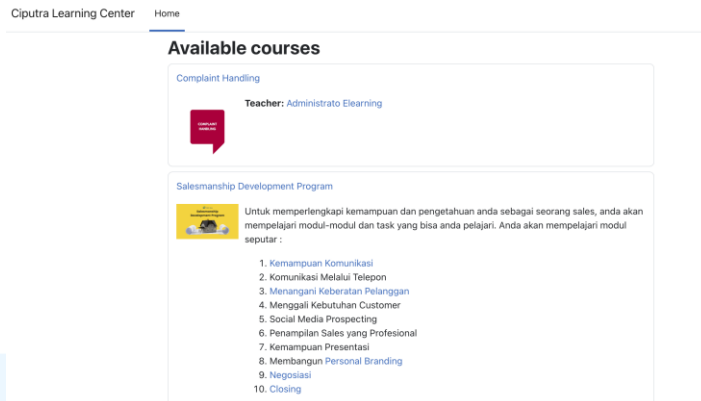 Ciputra Learning Center Home
Available courses
Complaint Handling
Teacher: Administrato Elearning
COMPLAINT
HANDLING
Salesmanship Development Program
Salesmanship
Development Program
Untuk memperlengkapi kemampuan dan pengetahuan anda sebagai seorang sales, anda akan
mempelajari modul-modul dan task yang bisa anda pelajari. Anda akan mempelajari modul
seputar :
1. Kemampuan Komunikasi
2. Komunikasi Melalui Telepon
3. Menangani Keberatan Pelanggan
4. Menggali Kebutuhan Customer
5. Social Media Prospecting
6. Penampilan Sales yang Profesional
7. Kemampuan Presentasi
8. Membangun Personal Branding
9. Negosiasi
10. Closing